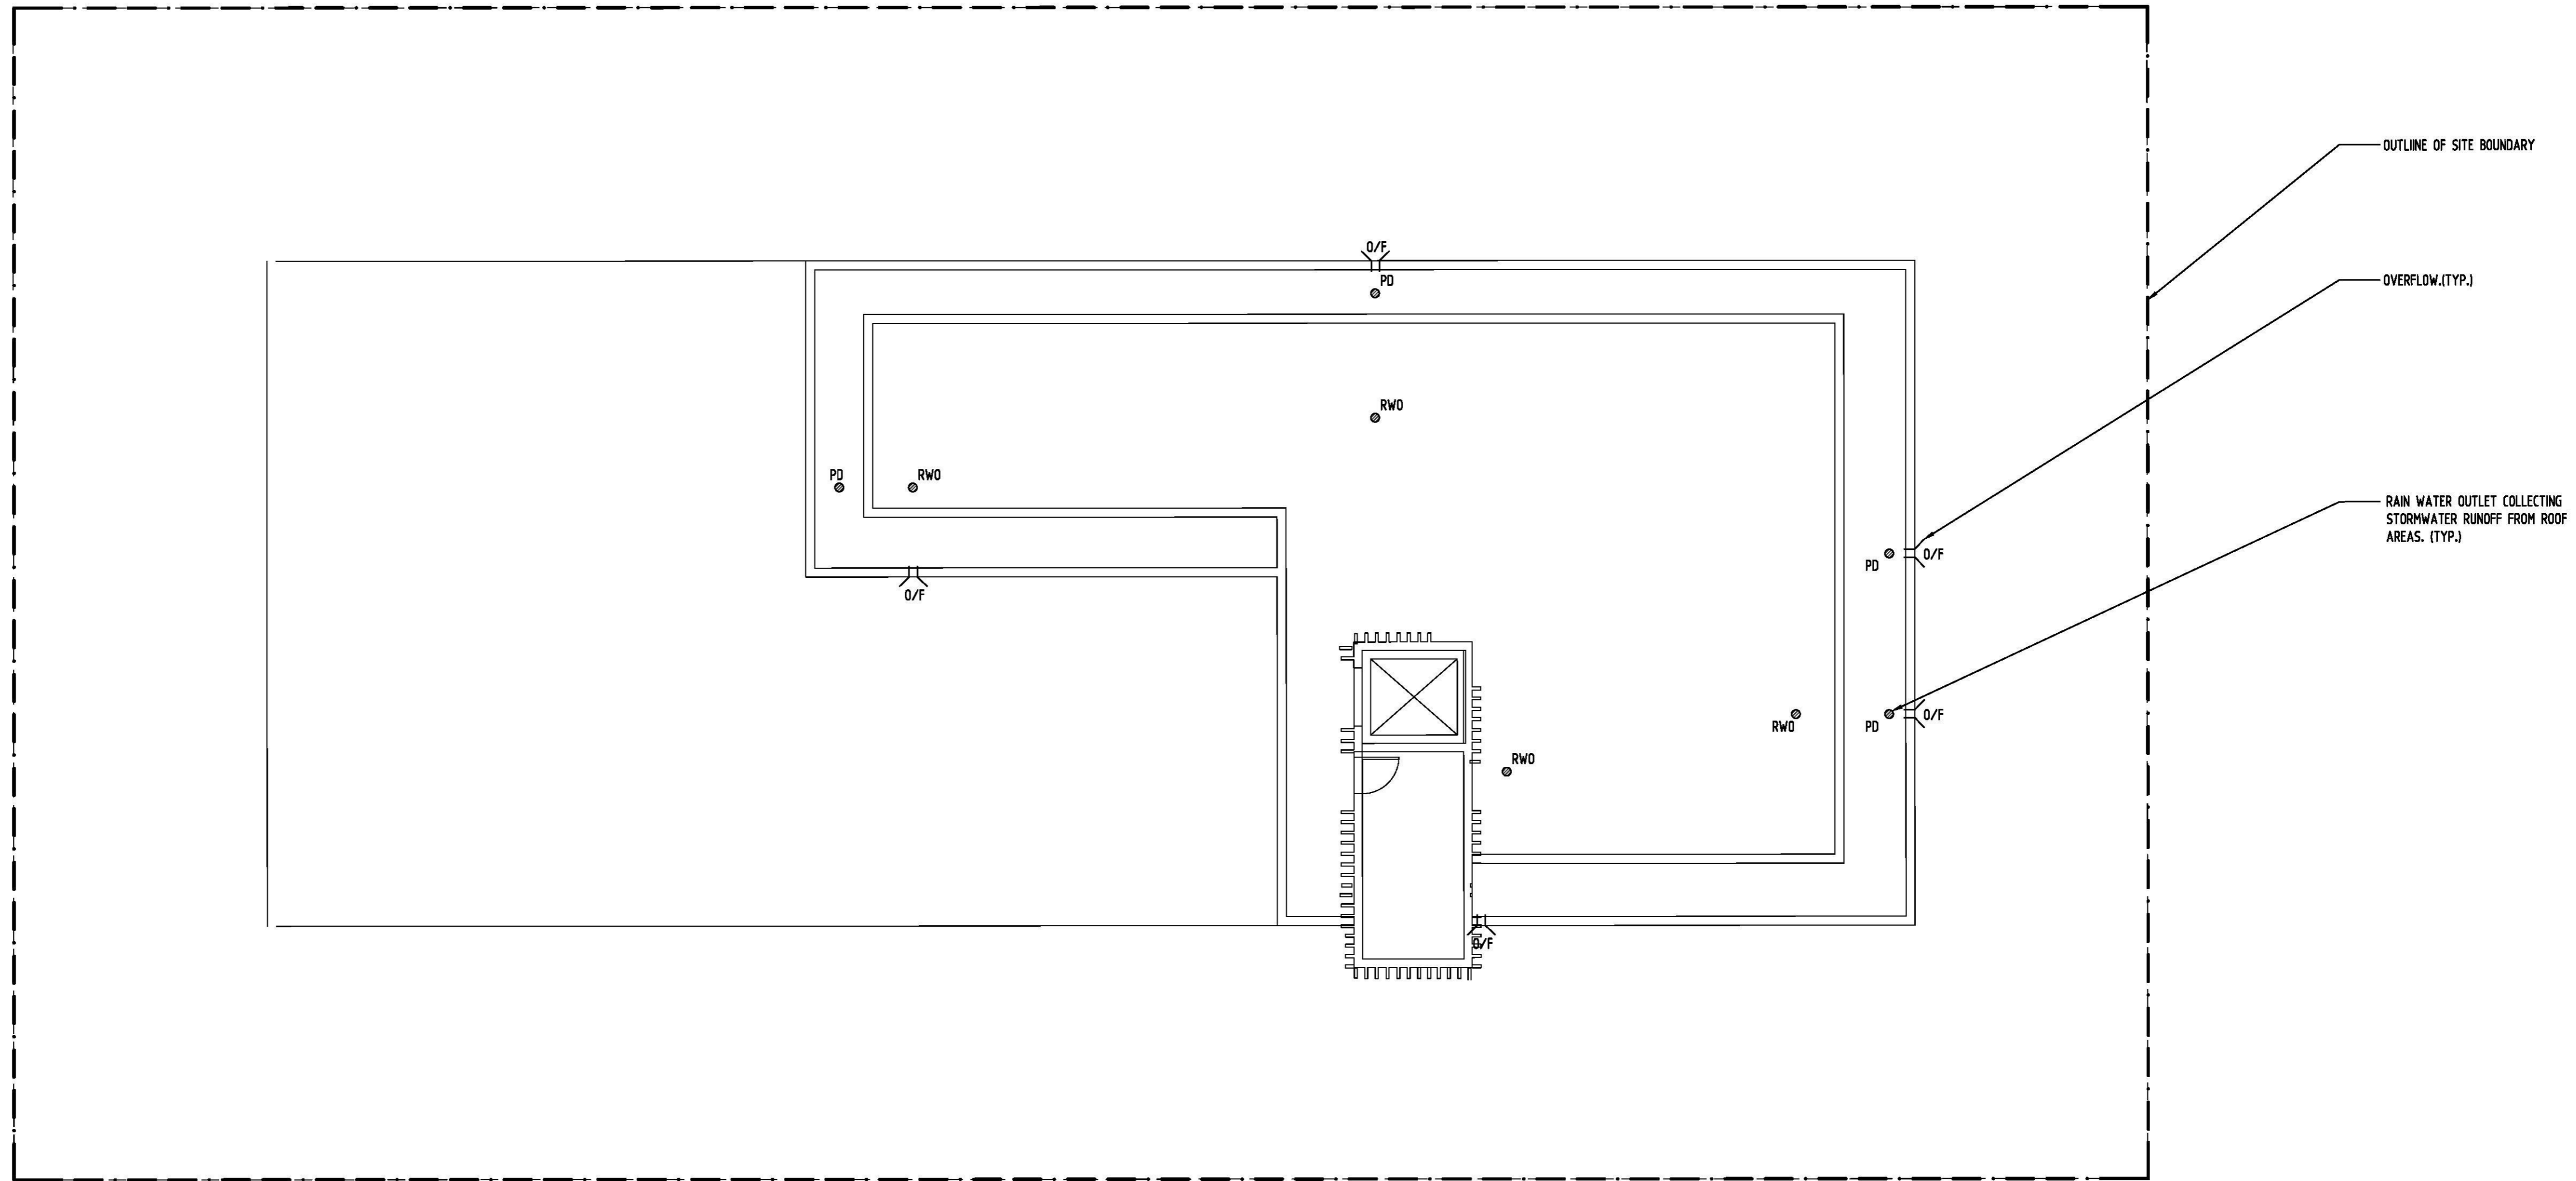 OUTLIINE OF SITE BOUNDARY
O/F
PD
OVERFLOW.(TYP.)
RWO
PD
RWO
RAIN WATER OUTLET COLLECTING
STORMWATER RUNOFF FROM ROOF
AREAS. (TYP.)
O/F
PD
O/F
RWO
PD
O/F
RWO
O/F